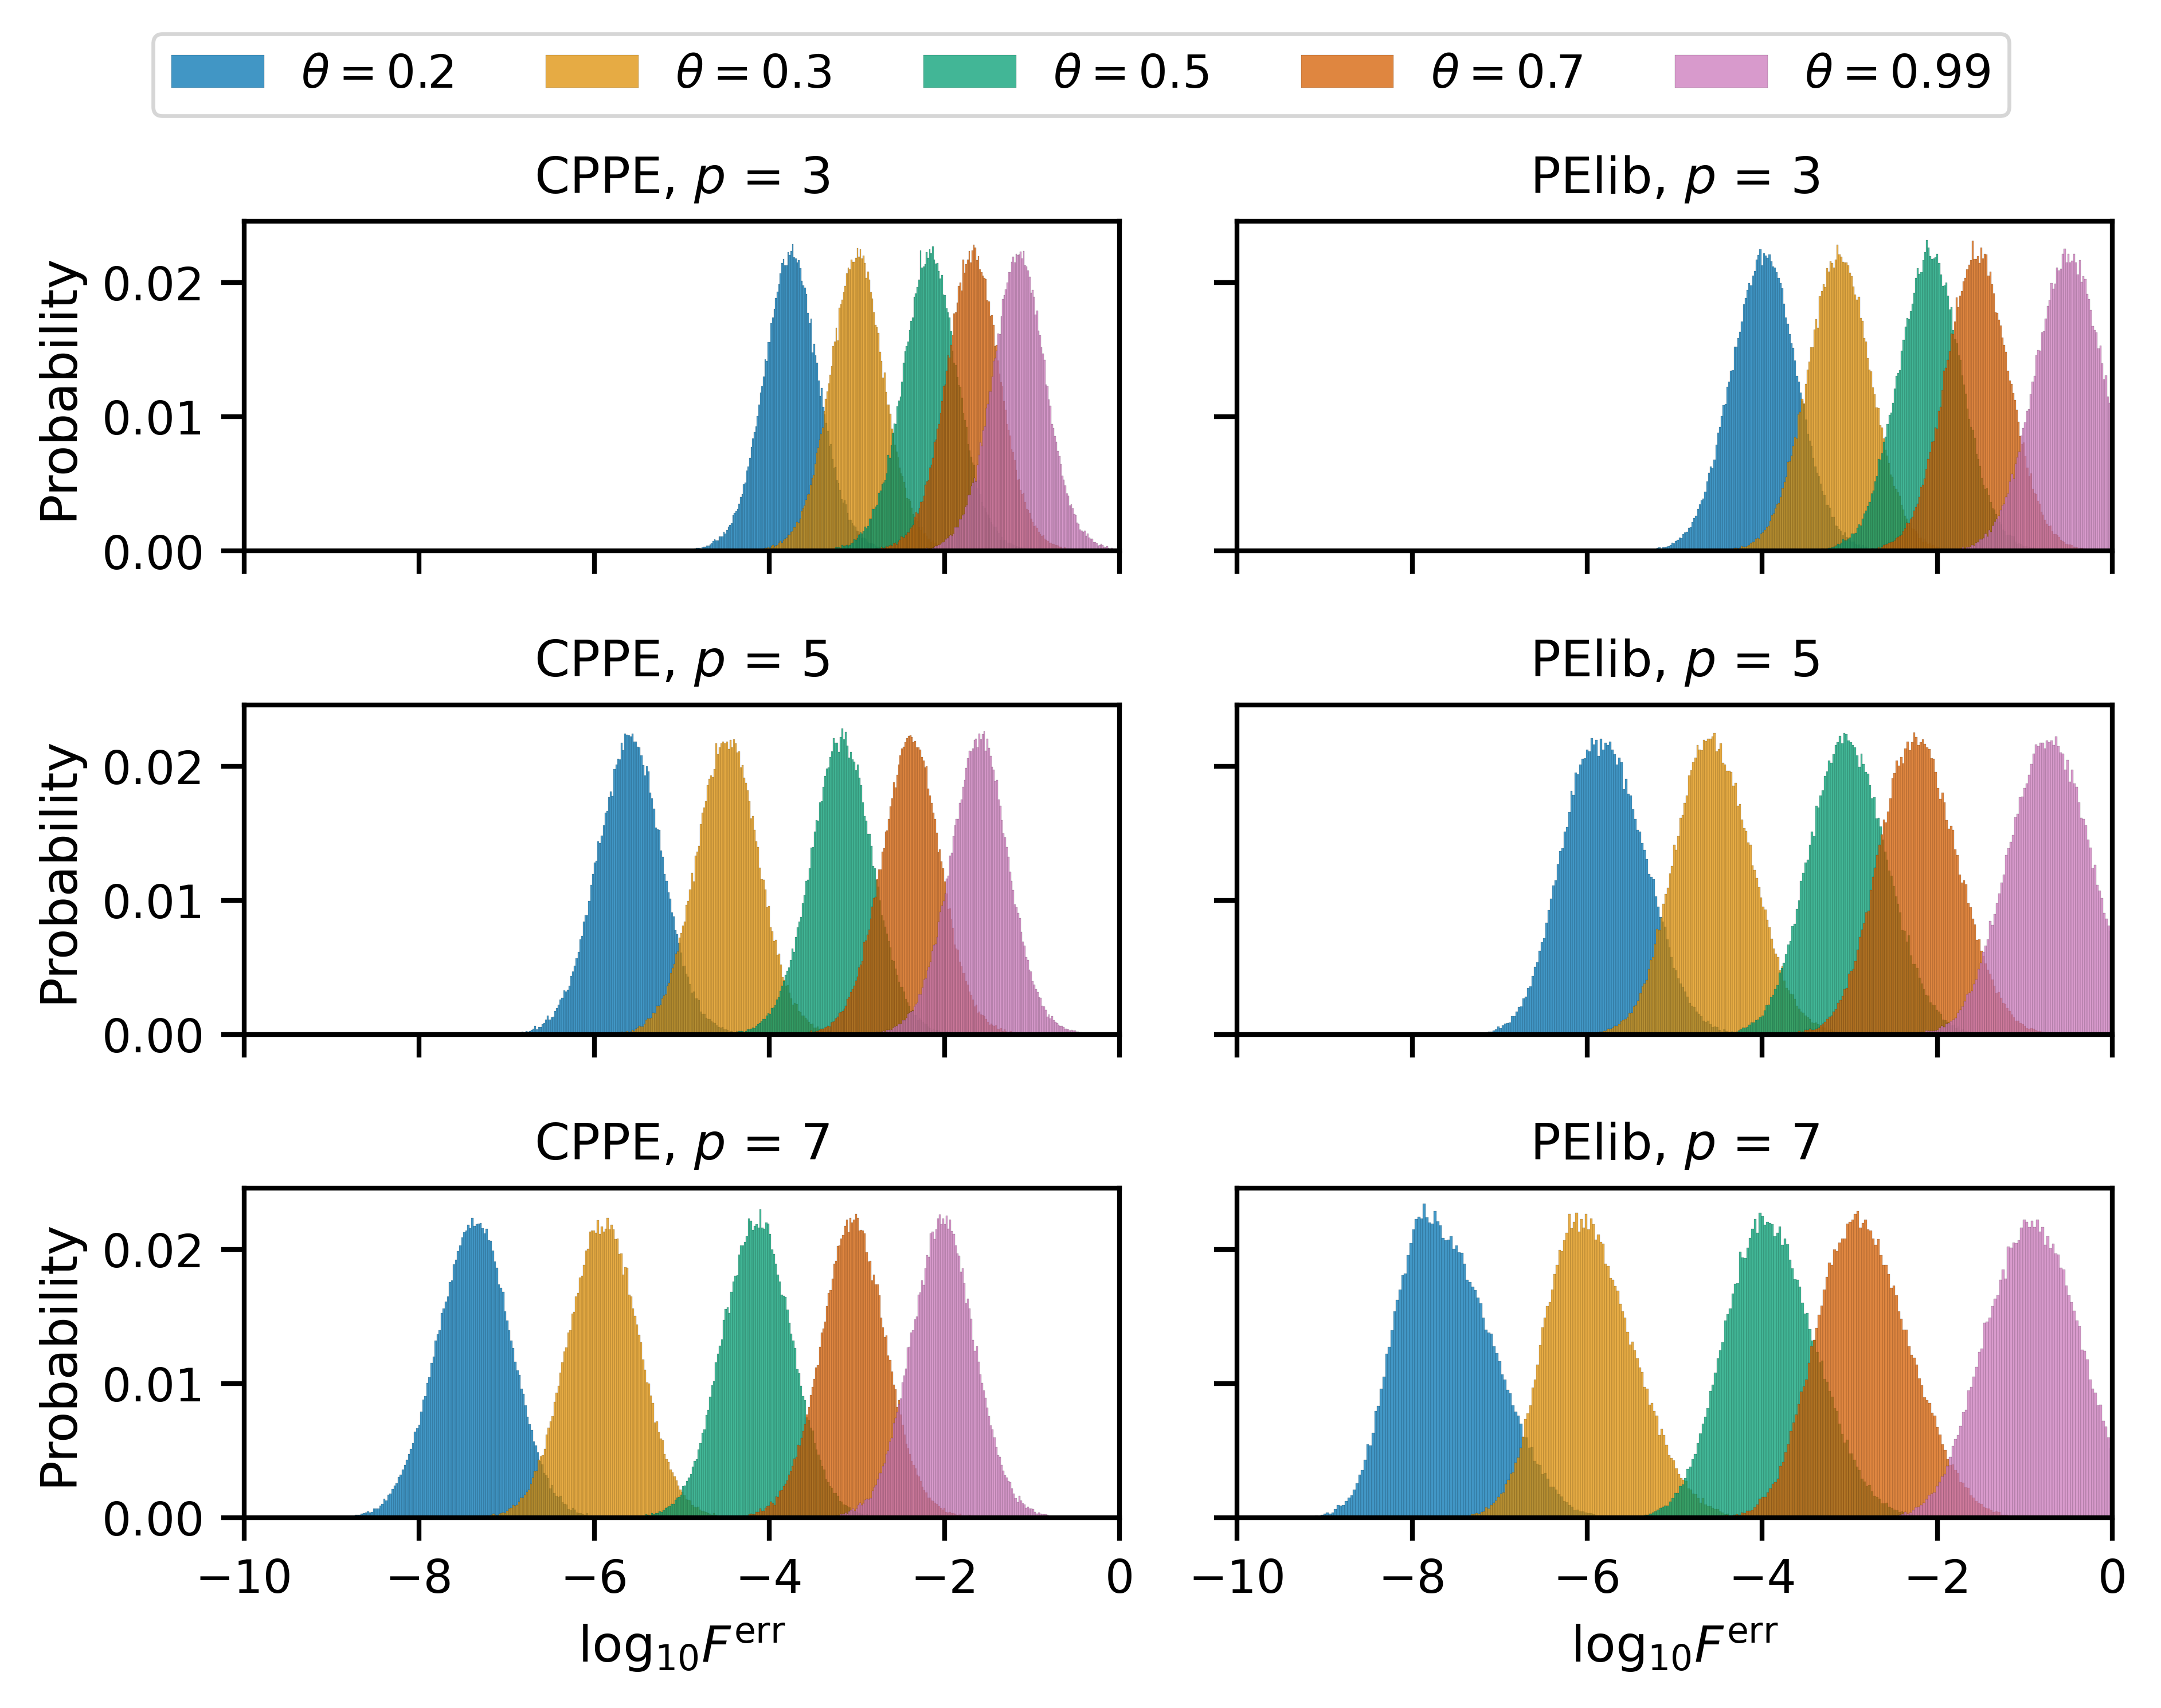 θ = 0.2 θ = 0.3 θ = 0.5 θ = 0.7 θ = 0.99
CPPE, p = 3 PElib, p = 3
Probability
0.02
0.01
0.00
CPPE, p = 5 PElib, p = 5
Probability
0.02
0.01
0.00
CPPE, p = 7 PElib, p = 7
Probability
0.02
0.01
0.00
−10 −8 −6 −4 −2 0 −10 −8 −6 −4 −2 0
log₁₀Fᵉʳʳ log₁₀Fᵉʳʳ